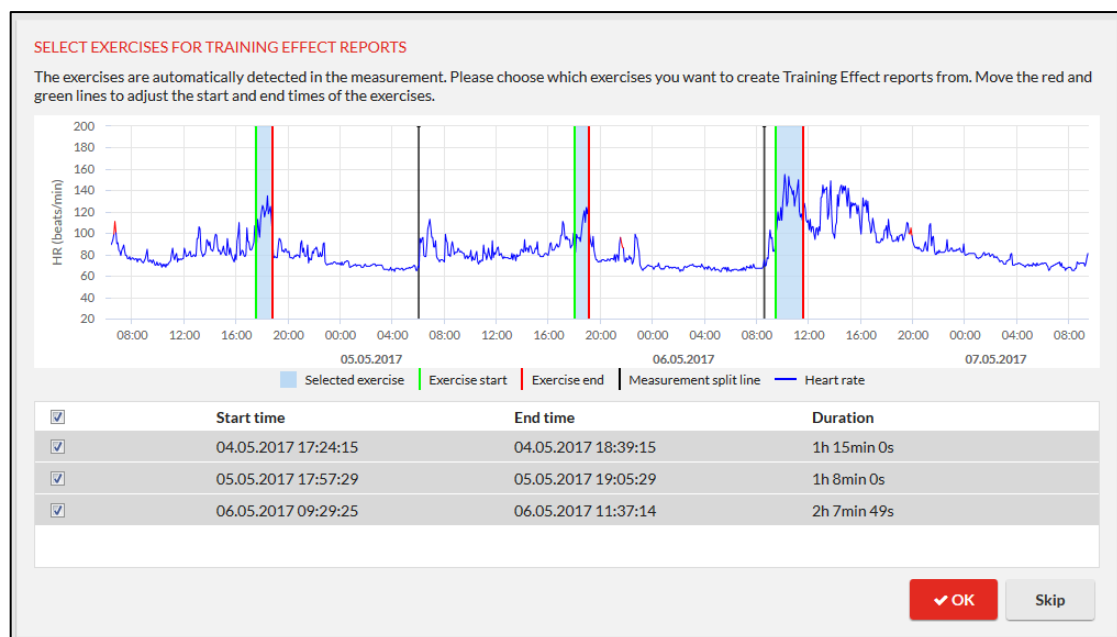 SELECT EXERCISES FOR TRAINING EFFECT REPORTS
The exercises are automatically detected in the measurement. Please choose which exercises you want to create Training Effect reports from. Move the red and
green lines to adjust the start and end times of the exercises.
HR (beats/min)
200
180
160
140
120
100
80
60
40
20
08:00 12:00 16:00 20:00 00:00 04:00 08:00 12:00 16:00 20:00 00:00 04:00 08:00 12:00 16:00 20:00 00:00 04:00 08:00
05.05.2017 06.05.2017 07.05.2017
Selected exercise Exercise start Exercise end Measurement split line Heart rate
Start time End time Duration
04.05.2017 17:24:15 04.05.2017 18:39:15 1h 15min 0s
05.05.2017 17:57:29 05.05.2017 19:05:29 1h 8min 0s
06.05.2017 09:29:25 06.05.2017 11:37:14 2h 7min 49s
OK Skip